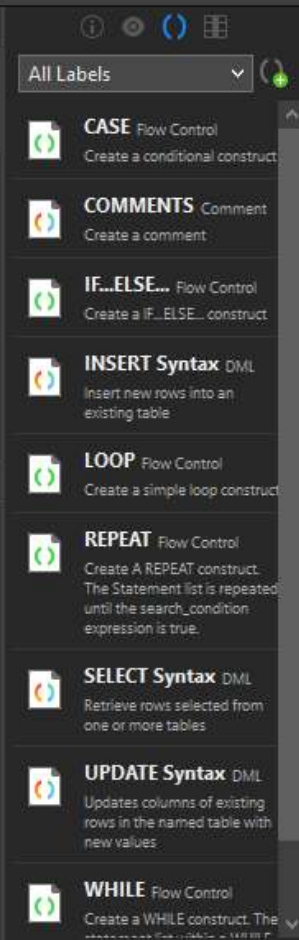 All Labels
CASE Flow Control
Create a conditional construct
COMMENTS Comment
Create a comment
IF...ELSE... Flow Control
Create a IF...ELSE... construct
INSERT Syntax DML
Insert new rows into an
existing table
LOOP Flow Control
Create a simple loop construct
REPEAT Flow Control
Create A REPEAT construct.
The Statement list is repeated
until the search_condition
expression is true.
SELECT Syntax DML
Retrieve rows selected from
one or more tables
UPDATE Syntax DML
Updates columns of existing
rows in the named table with
new values
WHILE Flow Control
Create a WHILE construct. The
statement list within a WHILE